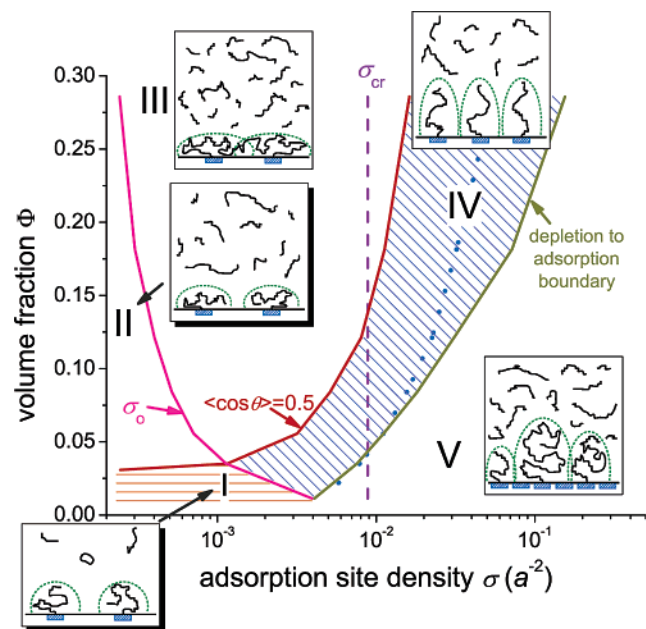 III
σcr
0.30
0.25
0.20
0.15
0.10
0.05
0.00
volume fraction Φ
IV
depletion to
adsorption
boundary
II
σo
<cosθ>=0.5
V
I
10⁻³
10⁻²
10⁻¹
adsorption site density σ (a⁻²)